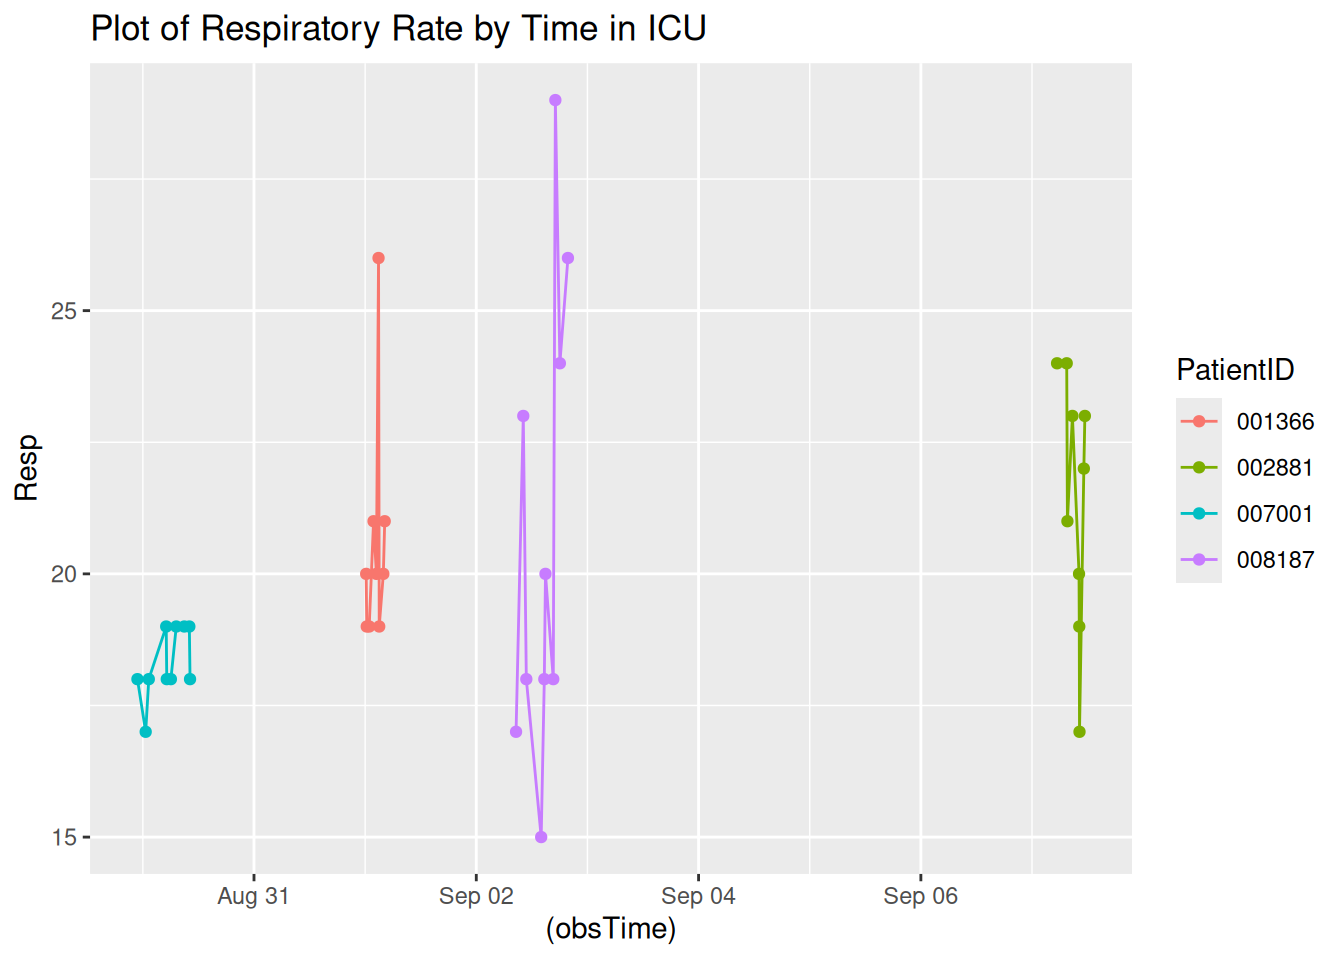 Plot of Respiratory Rate by Time in ICU
Resp
25
20
15
Aug 31
Sep 02
Sep 04
Sep 06
(obsTime)
PatientID
001366
002881
007001
008187